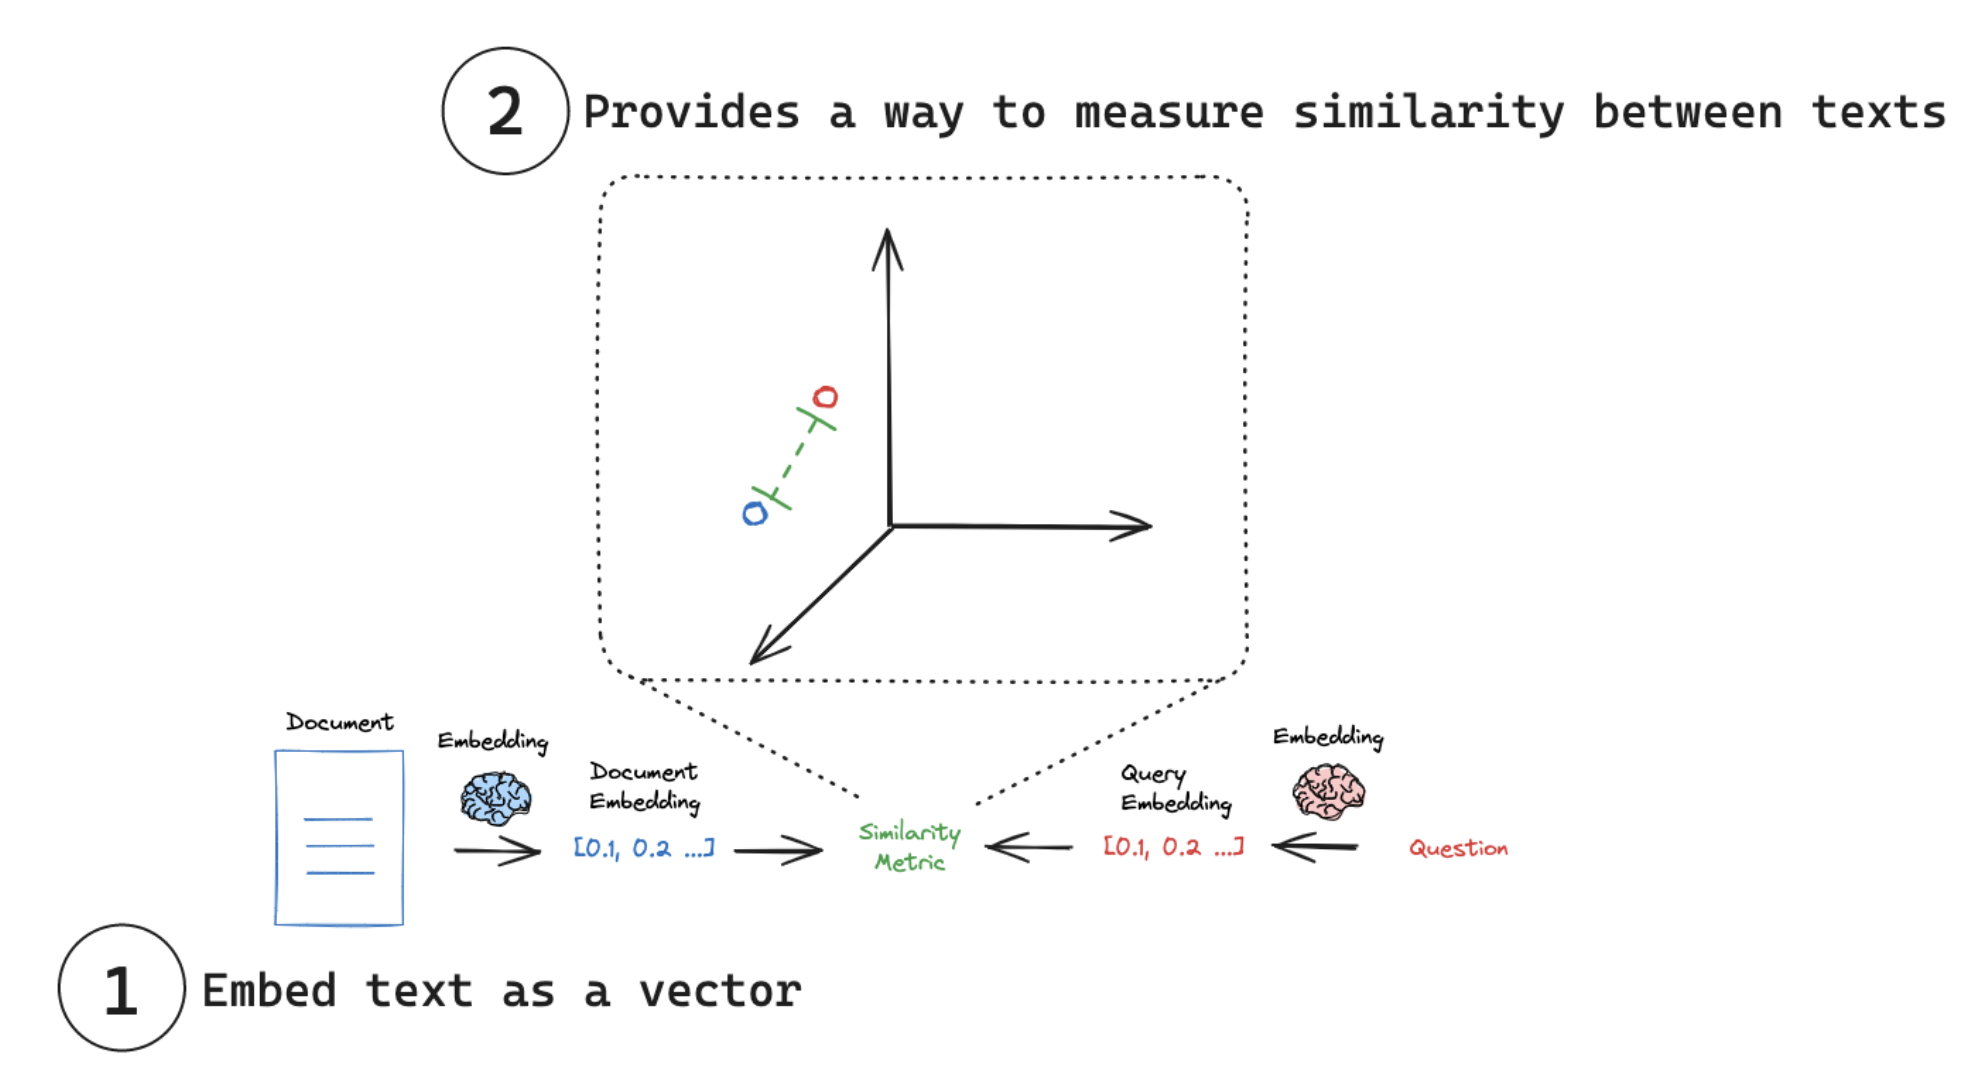 2 Provides a way to measure similarity between texts
Document
Embedding
Document
Embedding
[0.1, 0.2 ...]
Similarity
Metric
Query
Embedding
[0.1, 0.2 ...]
Embedding
Question
1 Embed text as a vector